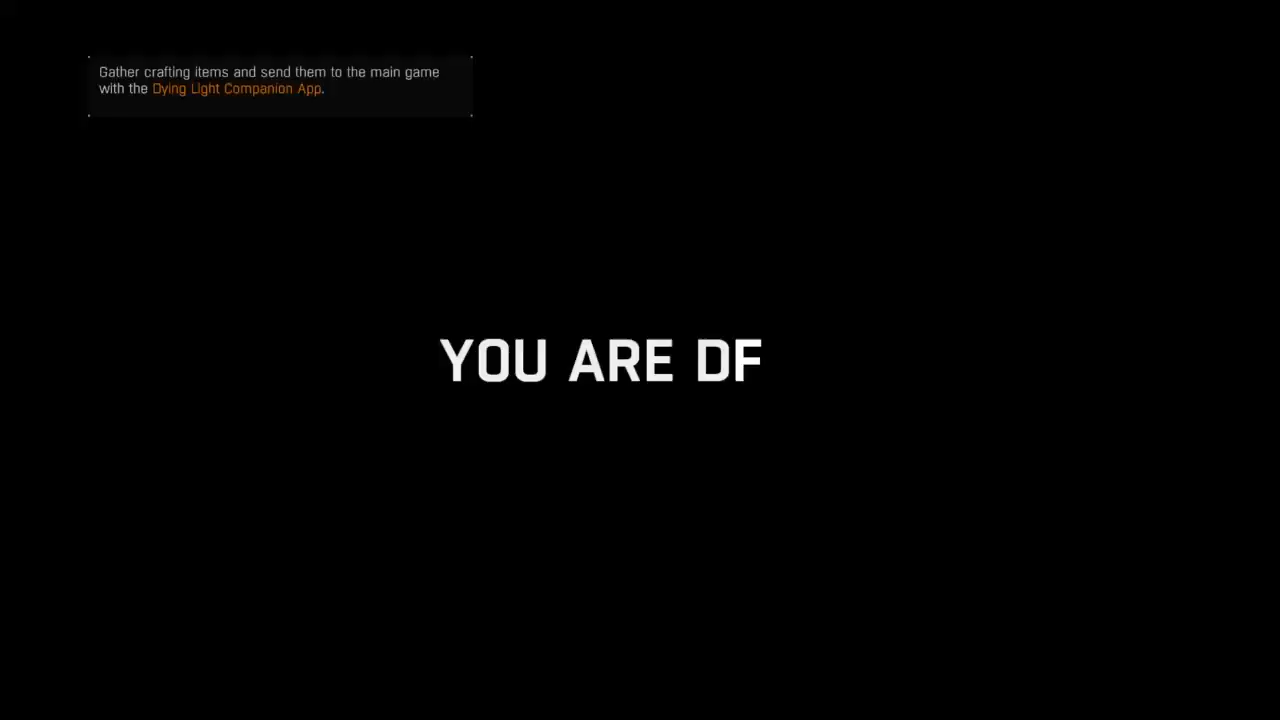 Gather crafting items and send them to the main game
with the Dying Light Companion App.
YOU ARE DF